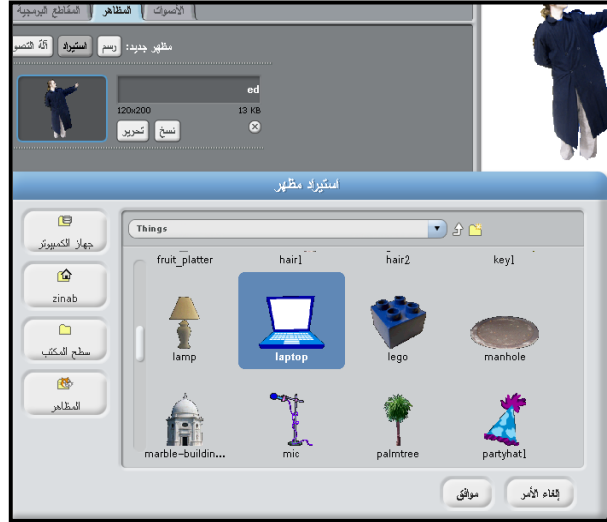 المقاطع البرمجية المظاهر الأصوات
مظهر جديد: رسم استيراد آلة التصو
ed
120x200 13 KB
نسخ تحرير
استيراد مظهر
جهاز الكمبيوتر
zinab
سطح المكتب
المظاهر
Things
fruit_platter hair1 hair2 key1
lamp laptop lego manhole
marble-buildin... mic palmtree partyhat1
موافق إلغاء الأمر